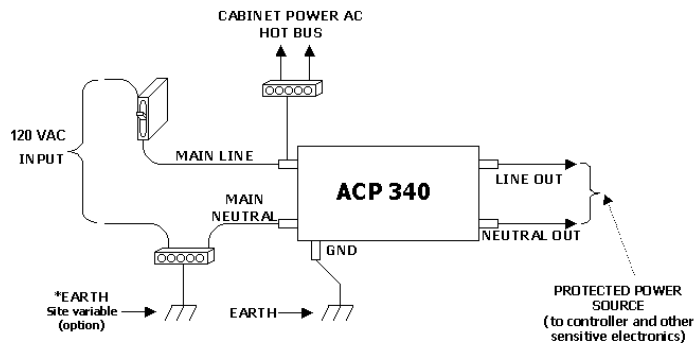 CABINET POWER AC
HOT BUS
120 VAC
INPUT
MAIN LINE
MAIN
NEUTRAL
ACP 340
LINE OUT
NEUTRAL OUT
GND
*EARTH
Site variable
(option)
EARTH
PROTECTED POWER
SOURCE
(to controller and other
sensitive electronics)